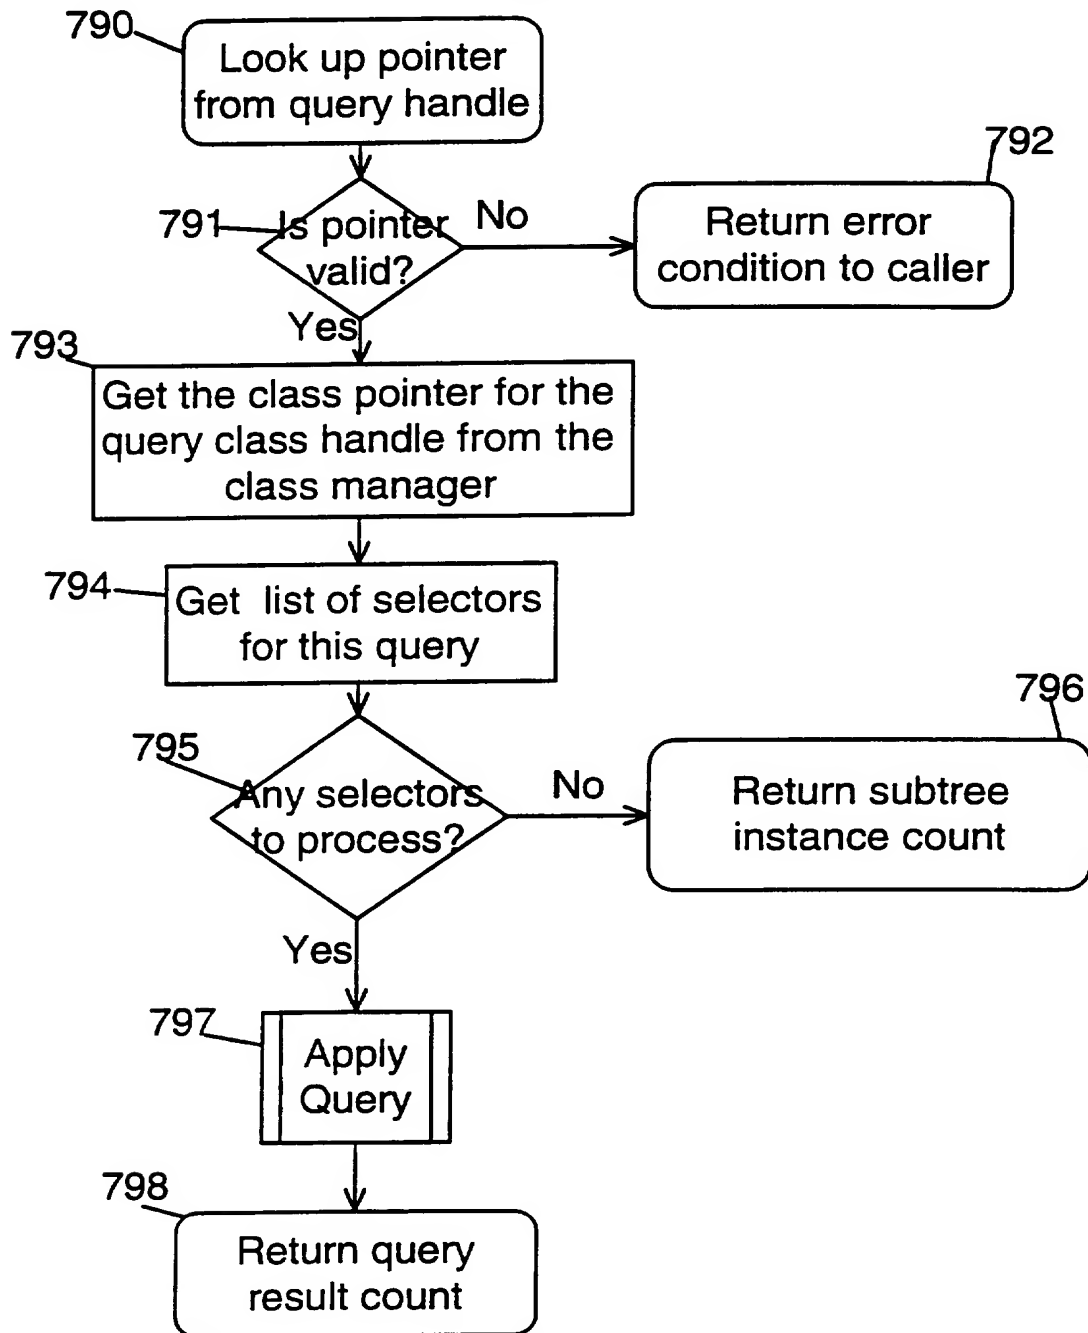 790
Look up pointer
from query handle
792
791
Is pointer
valid?
No
Return error
condition to caller
Yes
793
Get the class pointer for the
query class handle from the
class manager
794
Get list of selectors
for this query
796
795
Any selectors
to process?
No
Return subtree
instance count
Yes
797
Apply
Query
798
Return query
result count